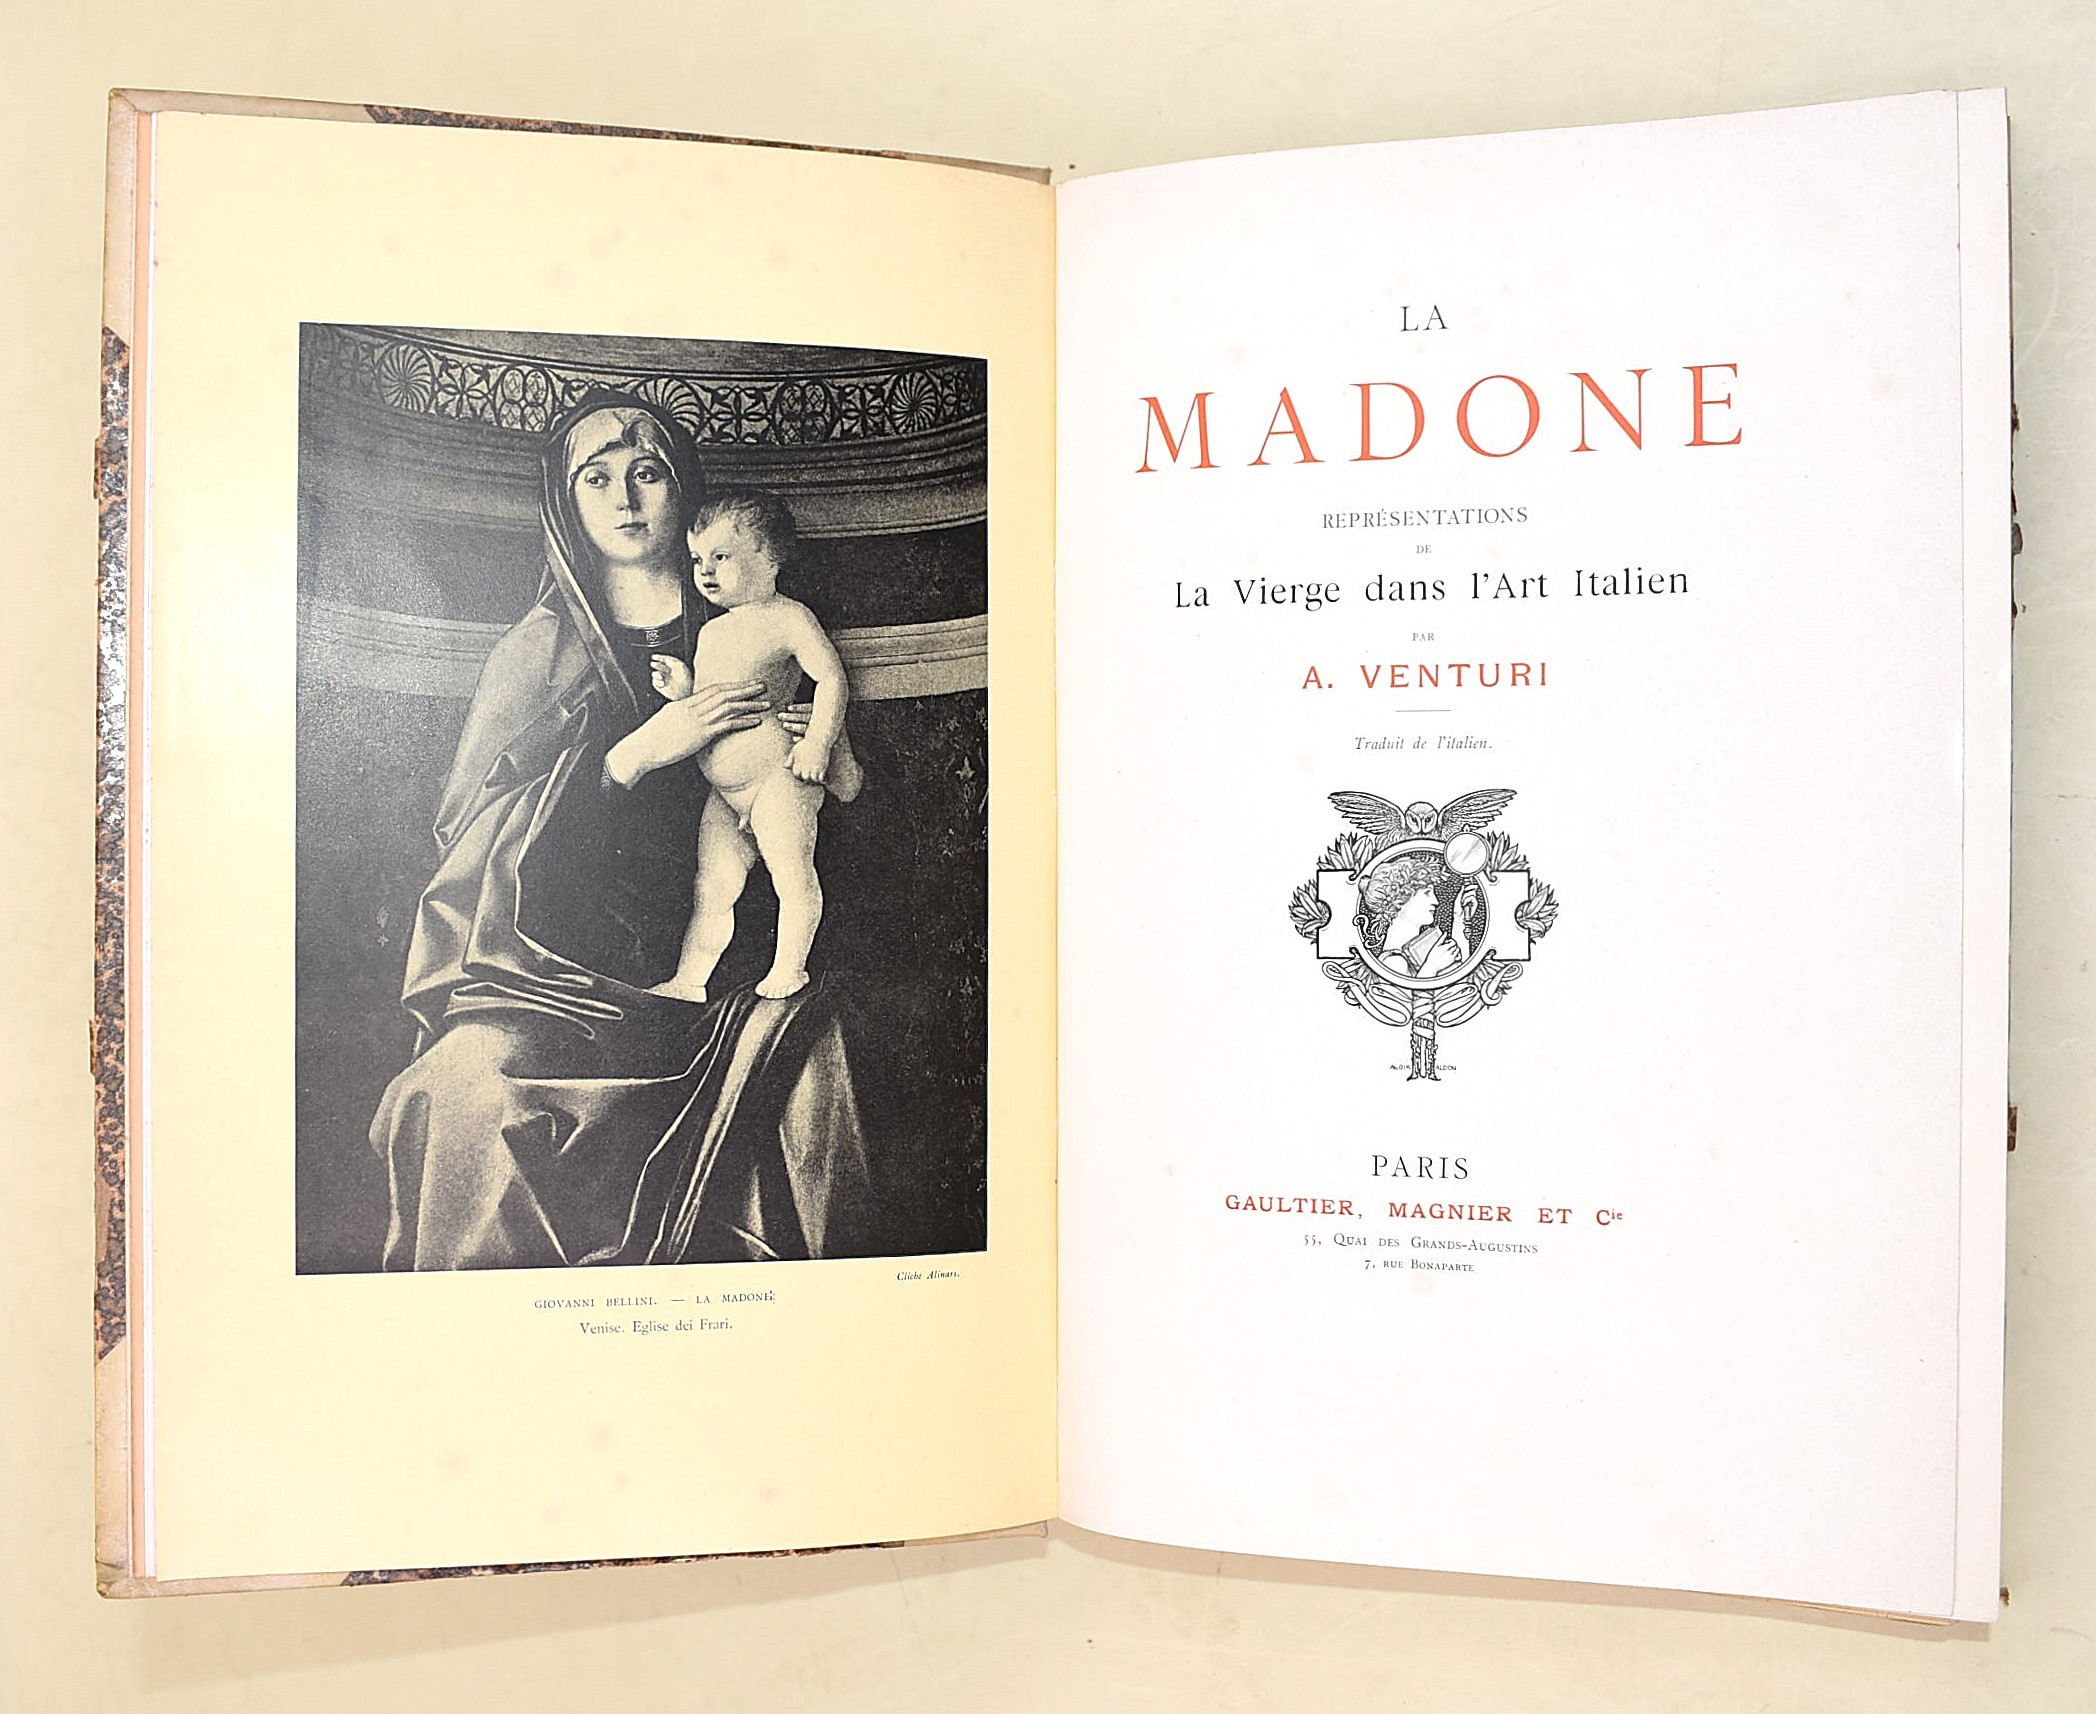 Cliché Alinari.
GIOVANNI BELLINI. — LA MADONE
Venise. Eglise dei Frari.
LA
MADONE
REPRÉSENTATIONS
DE
La Vierge dans l'Art Italien
PAR
A. VENTURI
Traduit de l'italien.
PARIS
GAULTIER, MAGNIER ET Cie
55, QUAI DES GRANDS-AUGUSTINS
7, RUE BONAPARTE